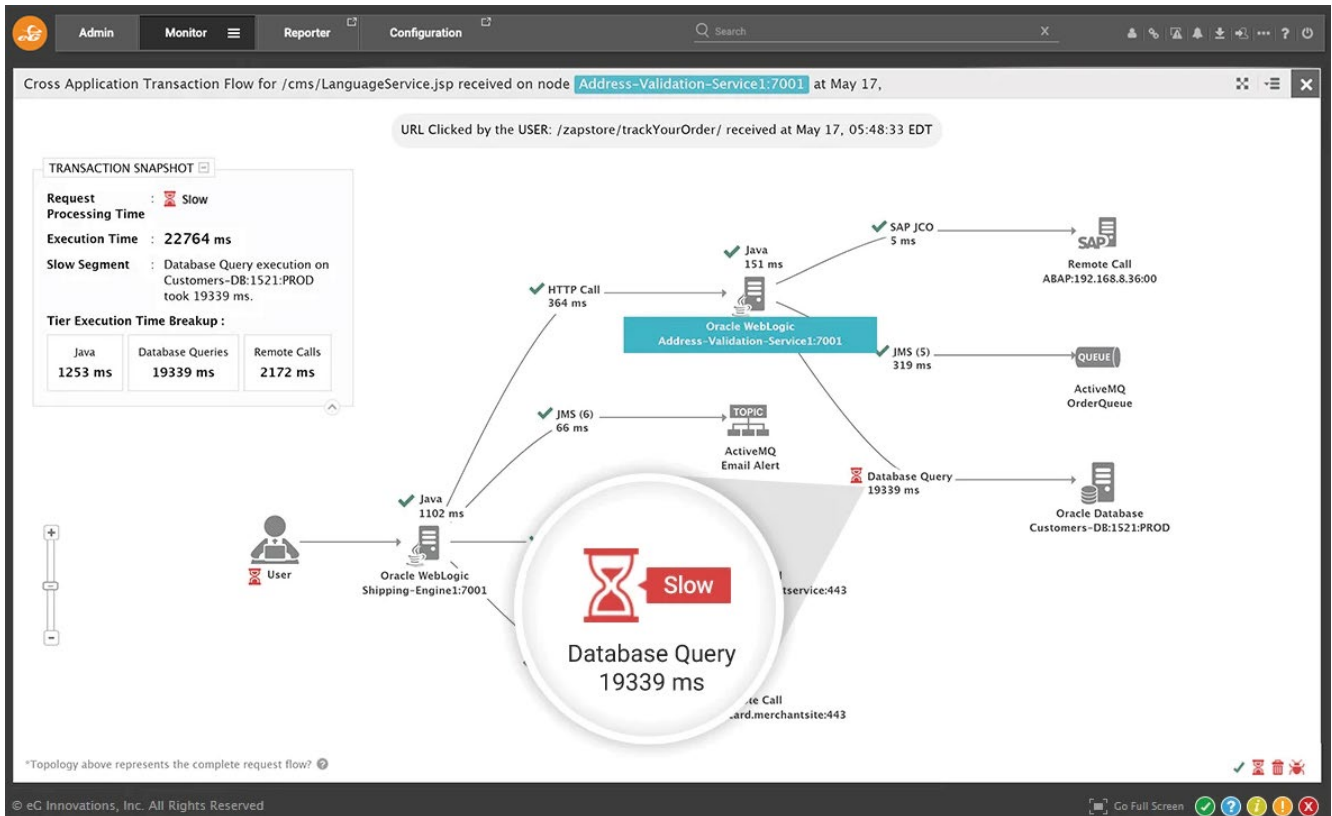 eG
Admin
Monitor
Reporter
Configuration
Search
X
Cross Application Transaction Flow for /cms/LanguageService.jsp received on node Address-Validation-Service1:7001 at May 17,
URL Clicked by the USER: /zapstore/trackYourOrder/ received at May 17, 05:48:33 EDT
TRANSACTION SNAPSHOT
Request Processing Time : Slow
Execution Time : 22764 ms
Slow Segment : Database Query execution on
Customers-DB:1521:PROD
took 19339 ms.
Tier Execution Time Breakup :
Java
1253 ms
Database Queries
19339 ms
Remote Calls
2172 ms
SAP JCO
5 ms
SAP
Remote Call
ABAP:192.168.8.36:00
Java
151 ms
HTTP Call
364 ms
Oracle WebLogic
Address-Validation-Service1:7001
JMS (5)
319 ms
QUEUE
ActiveMQ
OrderQueue
JMS (6)
66 ms
TOPIC
ActiveMQ
Email Alert
Database Query
19339 ms
Oracle Database
Customers-DB:1521:PROD
Java
1102 ms
User
Oracle WebLogic
Shipping-Engine1:7001
Slow
Database Query
19339 ms
tservice:443
Call
card.merchantsite:443
*Topology above represents the complete request flow?
© eG Innovations, Inc. All Rights Reserved
Go Full Screen